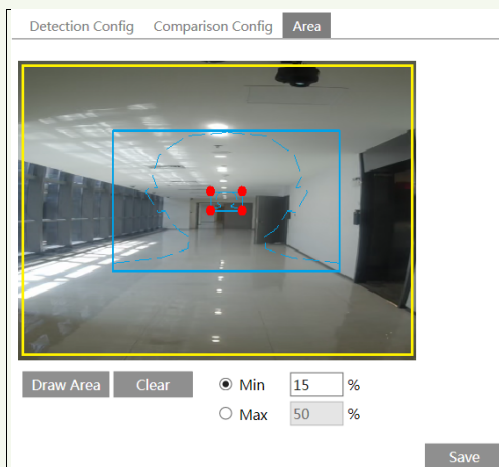 Detection Config Comparison Config Area
Draw Area Clear Min 15 %
Max 50 %
Save